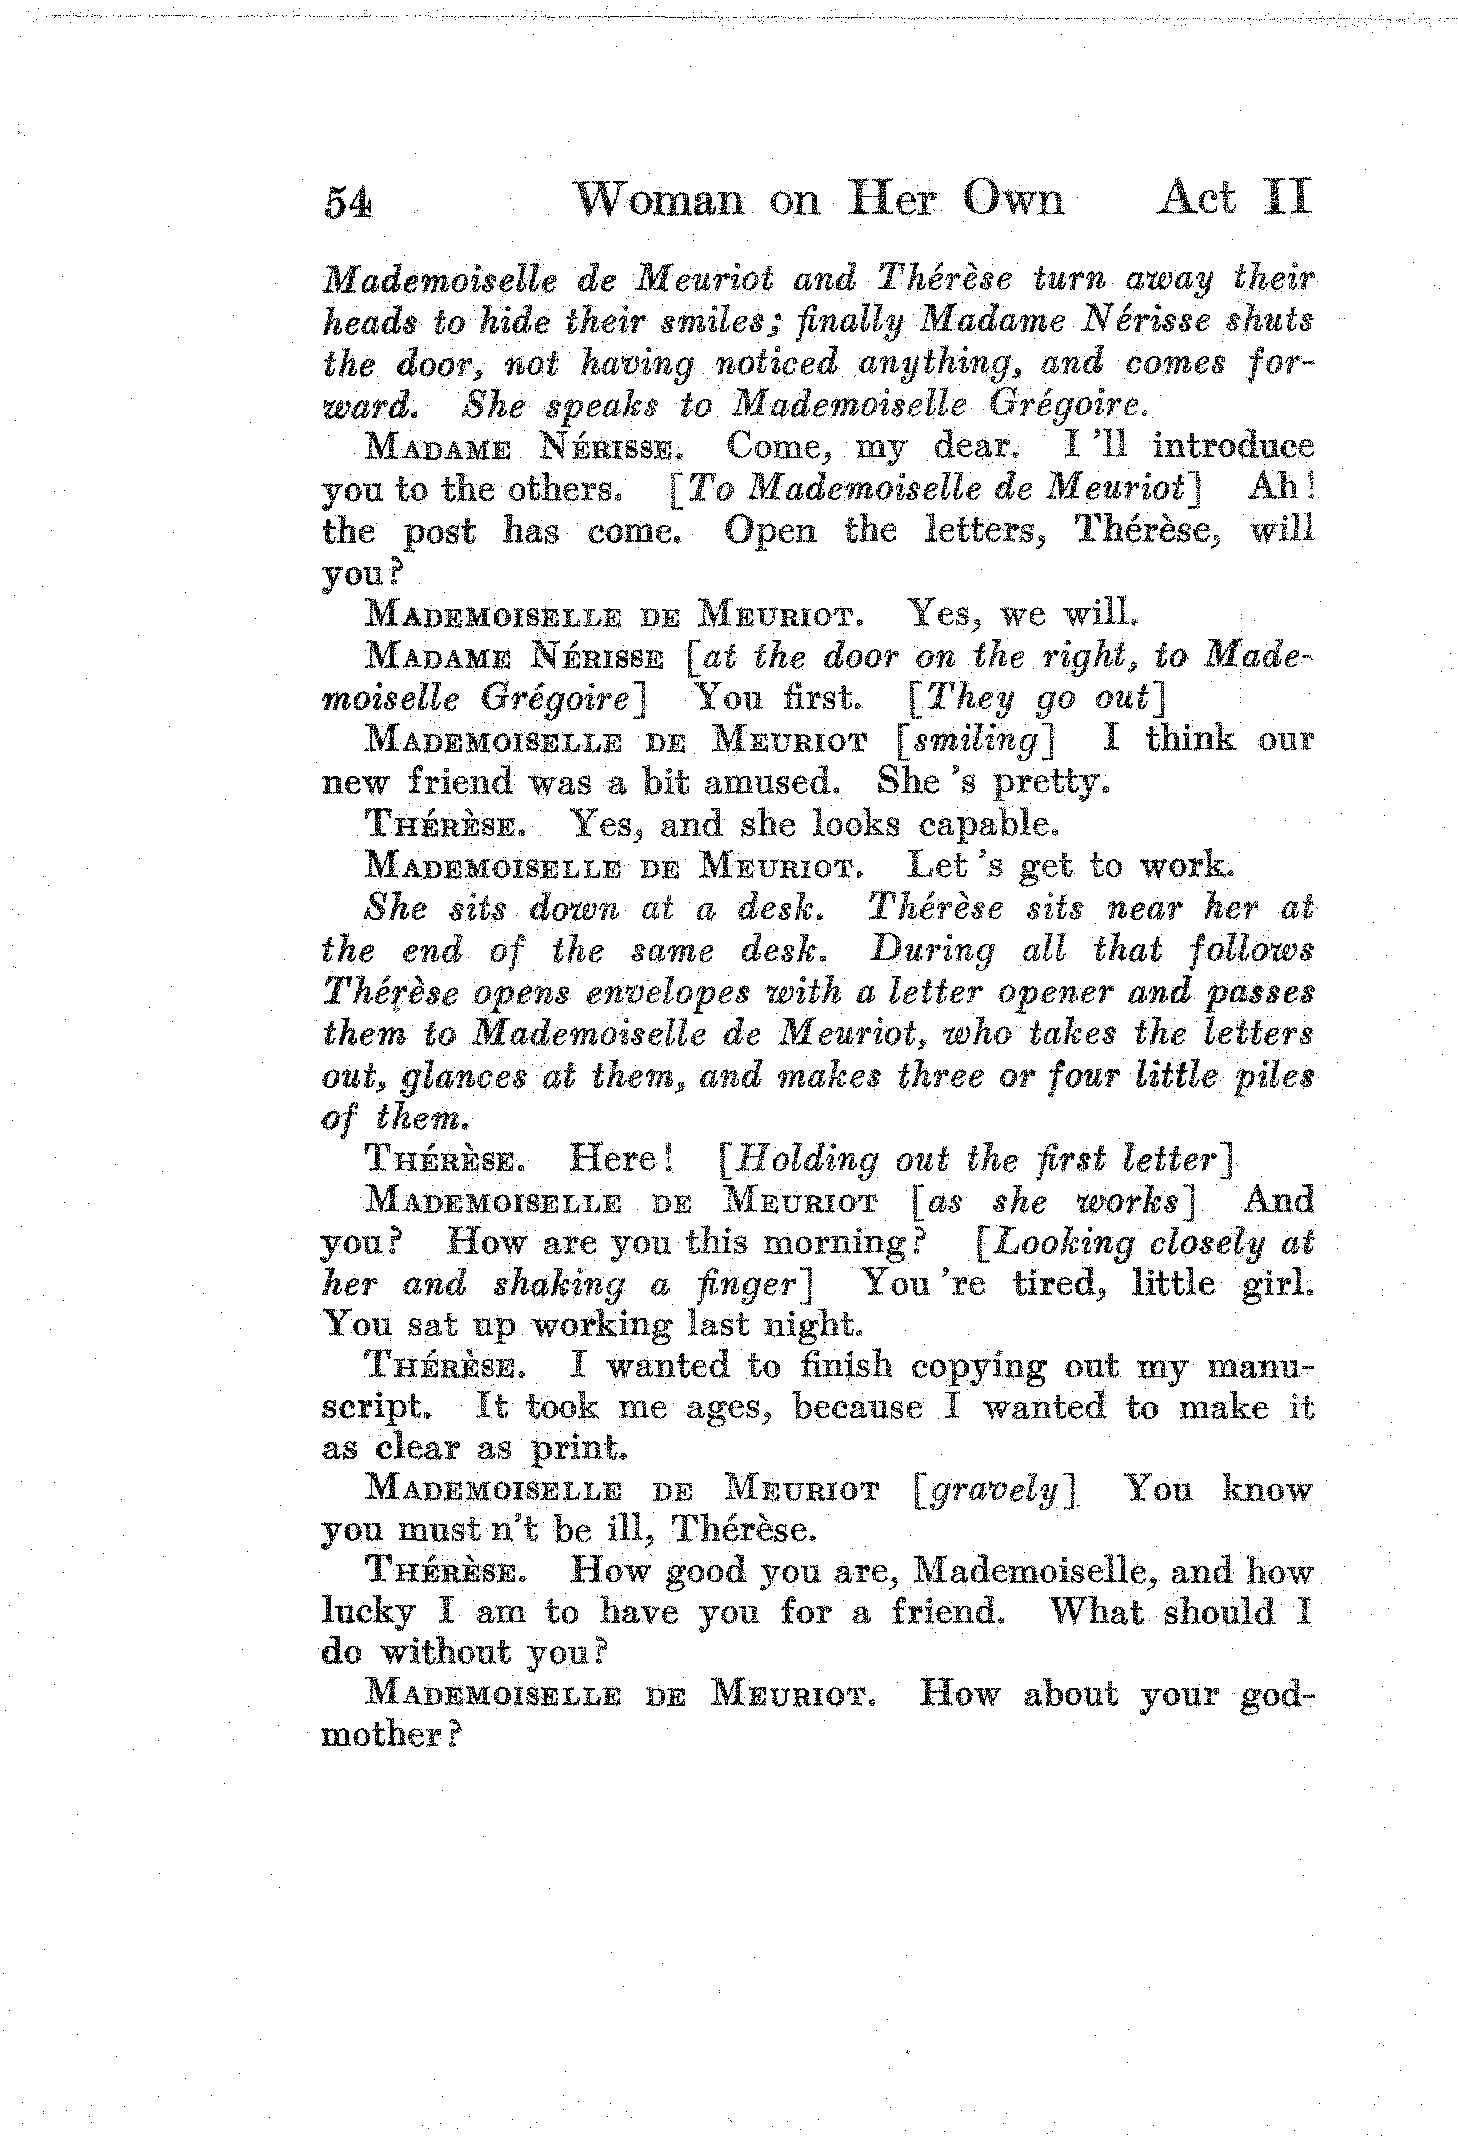 54 Woman on Her Own Act II
Mademoiselle de Meuriot and Thérèse turn away their
heads to hide their smiles; finally Madame Nérisse shuts
the door, not having noticed anything, and comes for-
ward. She speaks to Mademoiselle Grégoire.
MADAME NÉRISSE. Come, my dear. I 'll introduce
you to the others. [To Mademoiselle de Meuriot] Ah!
the post has come. Open the letters, Thérèse, will
you?
MADEMOISELLE DE MEURIOT. Yes, we will.
MADAME NÉRISSE [at the door on the right, to Made-
moiselle Grégoire] You first. [They go out]
MADEMOISELLE DE MEURIOT [smiling] I think our
new friend was a bit amused. She 's pretty.
THÉRÈSE. Yes, and she looks capable.
MADEMOISELLE DE MEURIOT. Let 's get to work.
She sits down at a desk. Thérèse sits near her at
the end of the same desk. During all that follows
Thérèse opens envelopes with a letter opener and passes
them to Mademoiselle de Meuriot, who takes the letters
out, glances at them, and makes three or four little piles
of them.
THÉRÈSE. Here! [Holding out the first letter]
MADEMOISELLE DE MEURIOT [as she works] And
you? How are you this morning? [Looking closely at
her and shaking a finger] You 're tired, little girl.
You sat up working last night.
THÉRÈSE. I wanted to finish copying out my manu-
script. It took me ages, because I wanted to make it
as clear as print.
MADEMOISELLE DE MEURIOT [gravely] You know
you must n't be ill, Thérèse.
THÉRÈSE. How good you are, Mademoiselle, and how
lucky I am to have you for a friend. What should I
do without you?
MADEMOISELLE DE MEURIOT. How about your god-
mother?